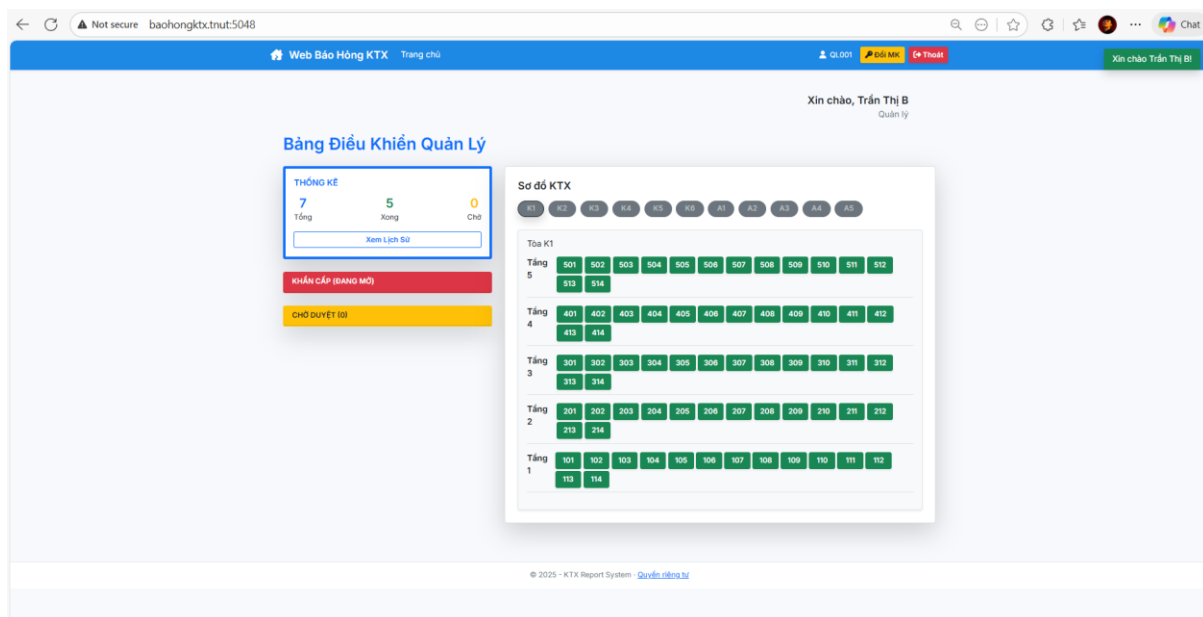 Not secure baohongktx.tnut:5048
Chat
Web Báo Hỏng KTX Trang chủ
QL001 Đổi MK Thoát
Xin chào Trần Thị B!
Xin chào, Trần Thị B
Quản lý
Bảng Điều Khiển Quản Lý
THỐNG KÊ
7 5 0
Tổng Xong Chờ
Xem Lịch Sử
KHẨN CẤP (ĐANG MỞ)
CHỜ DUYỆT (0)
Sơ đồ KTX
K1 K2 K3 K4 K5 K6 A1 A2 A3 A4 A5
Tòa K1
Tầng 501 502 503 504 505 506 507 508 509 510 511 512
5 513 514
Tầng 401 402 403 404 405 406 407 408 409 410 411 412
4 413 414
Tầng 301 302 303 304 305 306 307 308 309 310 311 312
3 313 314
Tầng 201 202 203 204 205 206 207 208 209 210 211 212
2 213 214
Tầng 101 102 103 104 105 106 107 108 109 110 111 112
1 113 114
© 2025 - KTX Report System - Quyền riêng tư